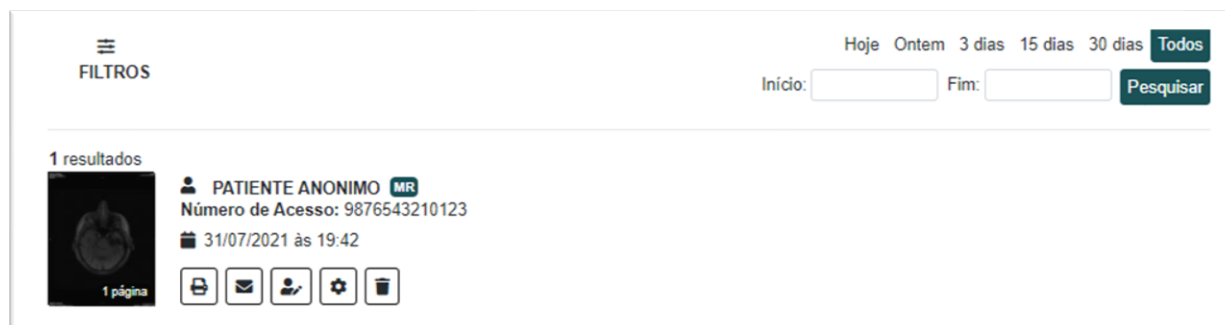 FILTROS
Hoje Ontem 3 dias 15 dias 30 dias Todos
Início: Fim: Pesquisar
1 resultados
PATIENTE ANONIMO MR
Número de Acesso: 9876543210123
31/07/2021 às 19:42
1 página